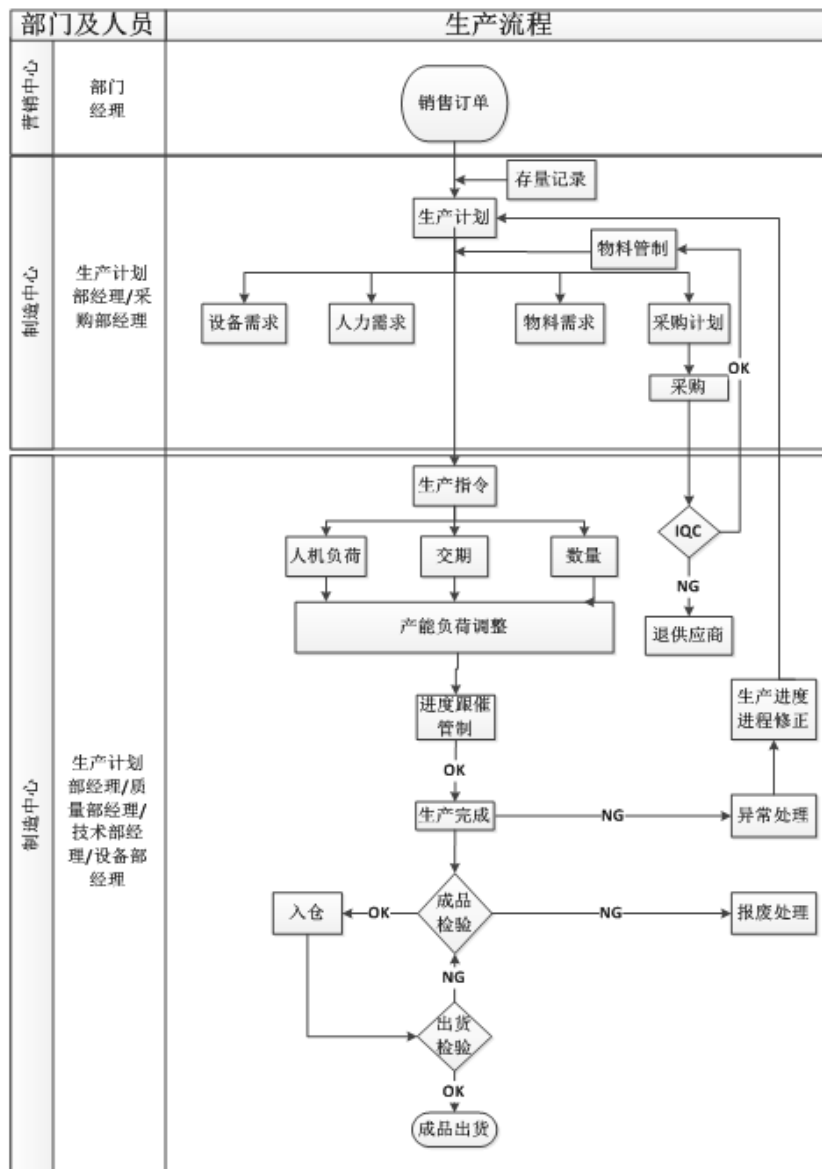 部门及人员
生产流程
营销中心
部门
经理
销售订单
制造中心
生产计划
部经理/采
购部经理
存量记录
生产计划
物料管制
设备需求
人力需求
物料需求
采购计划
OK
采购
制造中心
生产计划
部经理/质
量部经理/
技术部经
理/设备部
经理
生产指令
IQC
人机负荷
交期
数量
NG
产能负荷调整
退供应商
进度跟催
管制
生产进度
进程修正
OK
生产完成
NG
异常处理
入仓
OK
成品
检验
NG
报废处理
NG
出货
检验
OK
成品出货